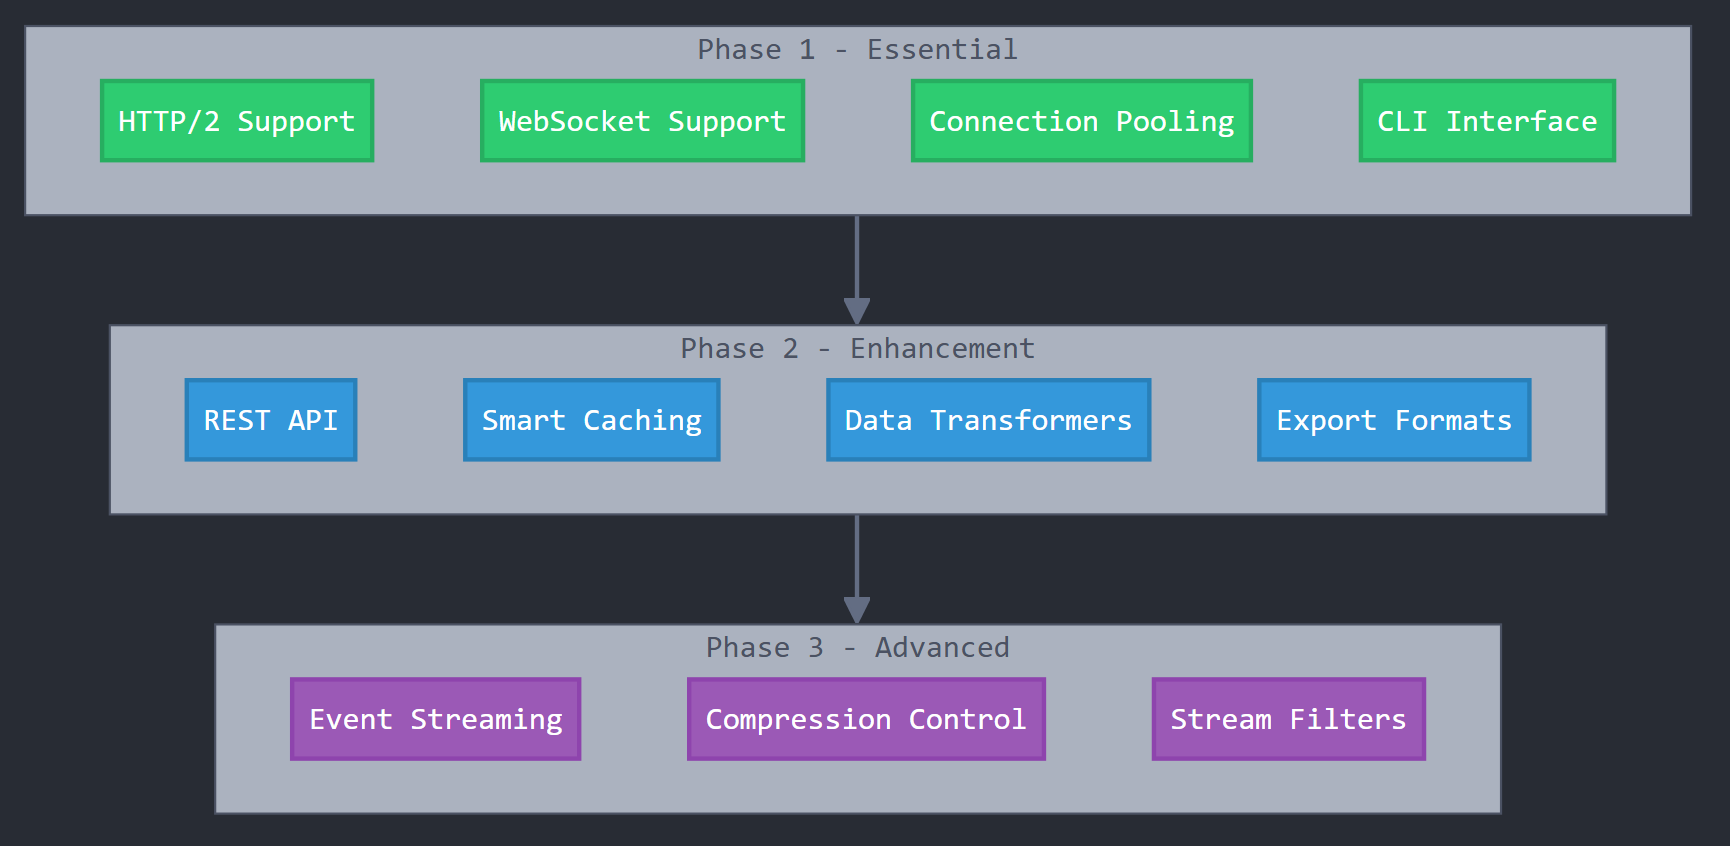 Phase 1 - Essential
HTTP/2 Support
WebSocket Support
Connection Pooling
CLI Interface
Phase 2 - Enhancement
REST API
Smart Caching
Data Transformers
Export Formats
Phase 3 - Advanced
Event Streaming
Compression Control
Stream Filters